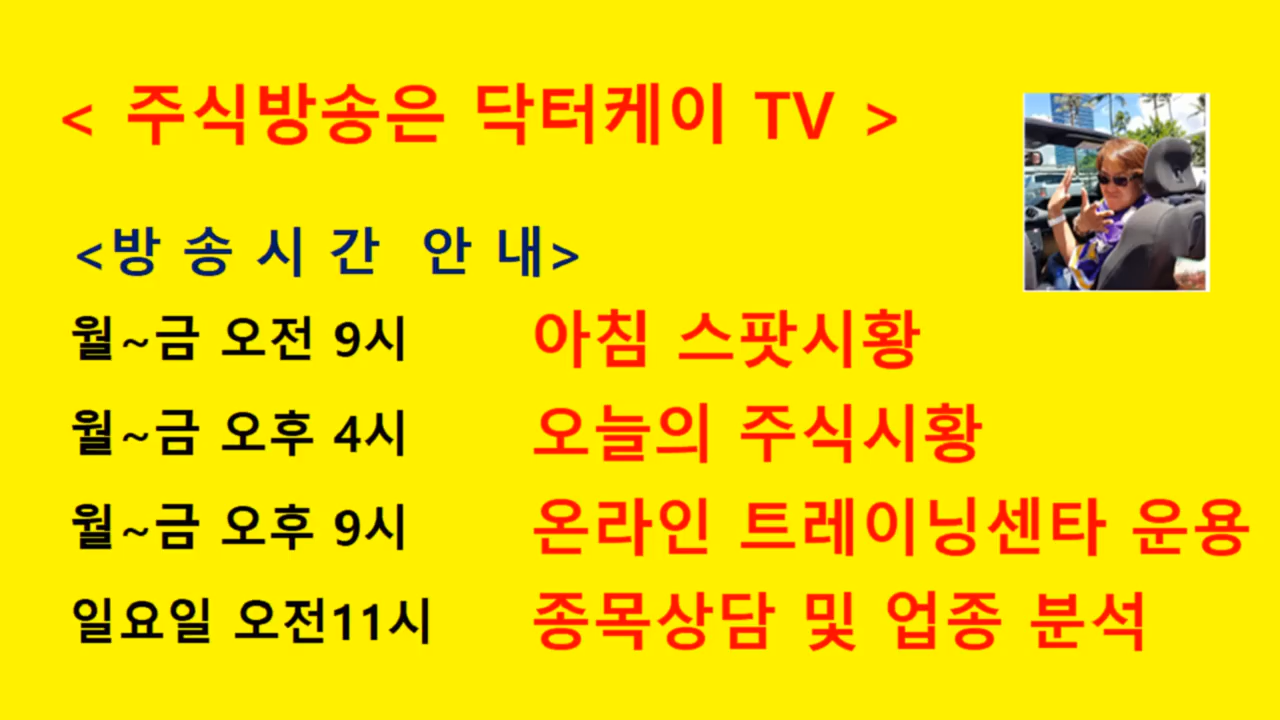 < 주식방송은 닥터케이 TV >
<방 송 시 간 안 내>
월~금 오전 9시 아침 스팟시황
월~금 오후 4시 오늘의 주식시황
월~금 오후 9시 온라인 트레이닝센타 운용
일요일 오전11시 종목상담 및 업종 분석